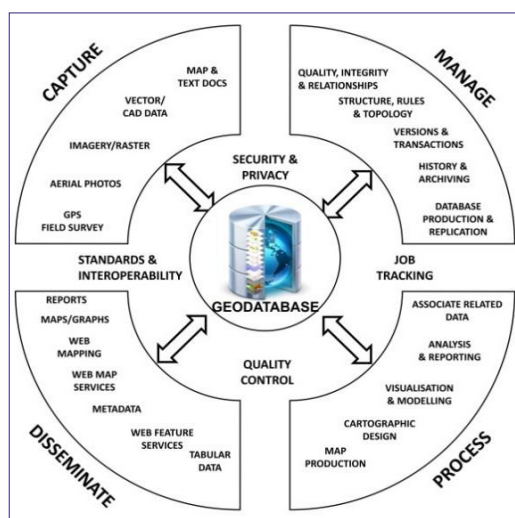 CAPTURE
MAP &
TEXT DOCS
VECTOR/
CAD DATA
IMAGERY/RASTER
AERIAL PHOTOS
GPS
FIELD SURVEY
MANAGE
QUALITY, INTEGRITY
& RELATIONSHIPS
STRUCTURE, RULES
& TOPOLOGY
VERSIONS &
TRANSACTIONS
HISTORY &
ARCHIVING
DATABASE
PRODUCTION &
REPLICATION
SECURITY &
PRIVACY
STANDARDS &
INTEROPERABILITY
GEODATABASE
JOB
TRACKING
QUALITY
CONTROL
REPORTS
MAPS/GRAPHS
WEB
MAPPING
WEB MAP
SERVICES
METADATA
WEB FEATURE
SERVICES
TABULAR
DATA
DISSEMINATE
ASSOCIATE RELATED
DATA
ANALYSIS
& REPORTING
VISUALISATION
& MODELLING
CARTOGRAPHIC
DESIGN
MAP
PRODUCTION
PROCESS